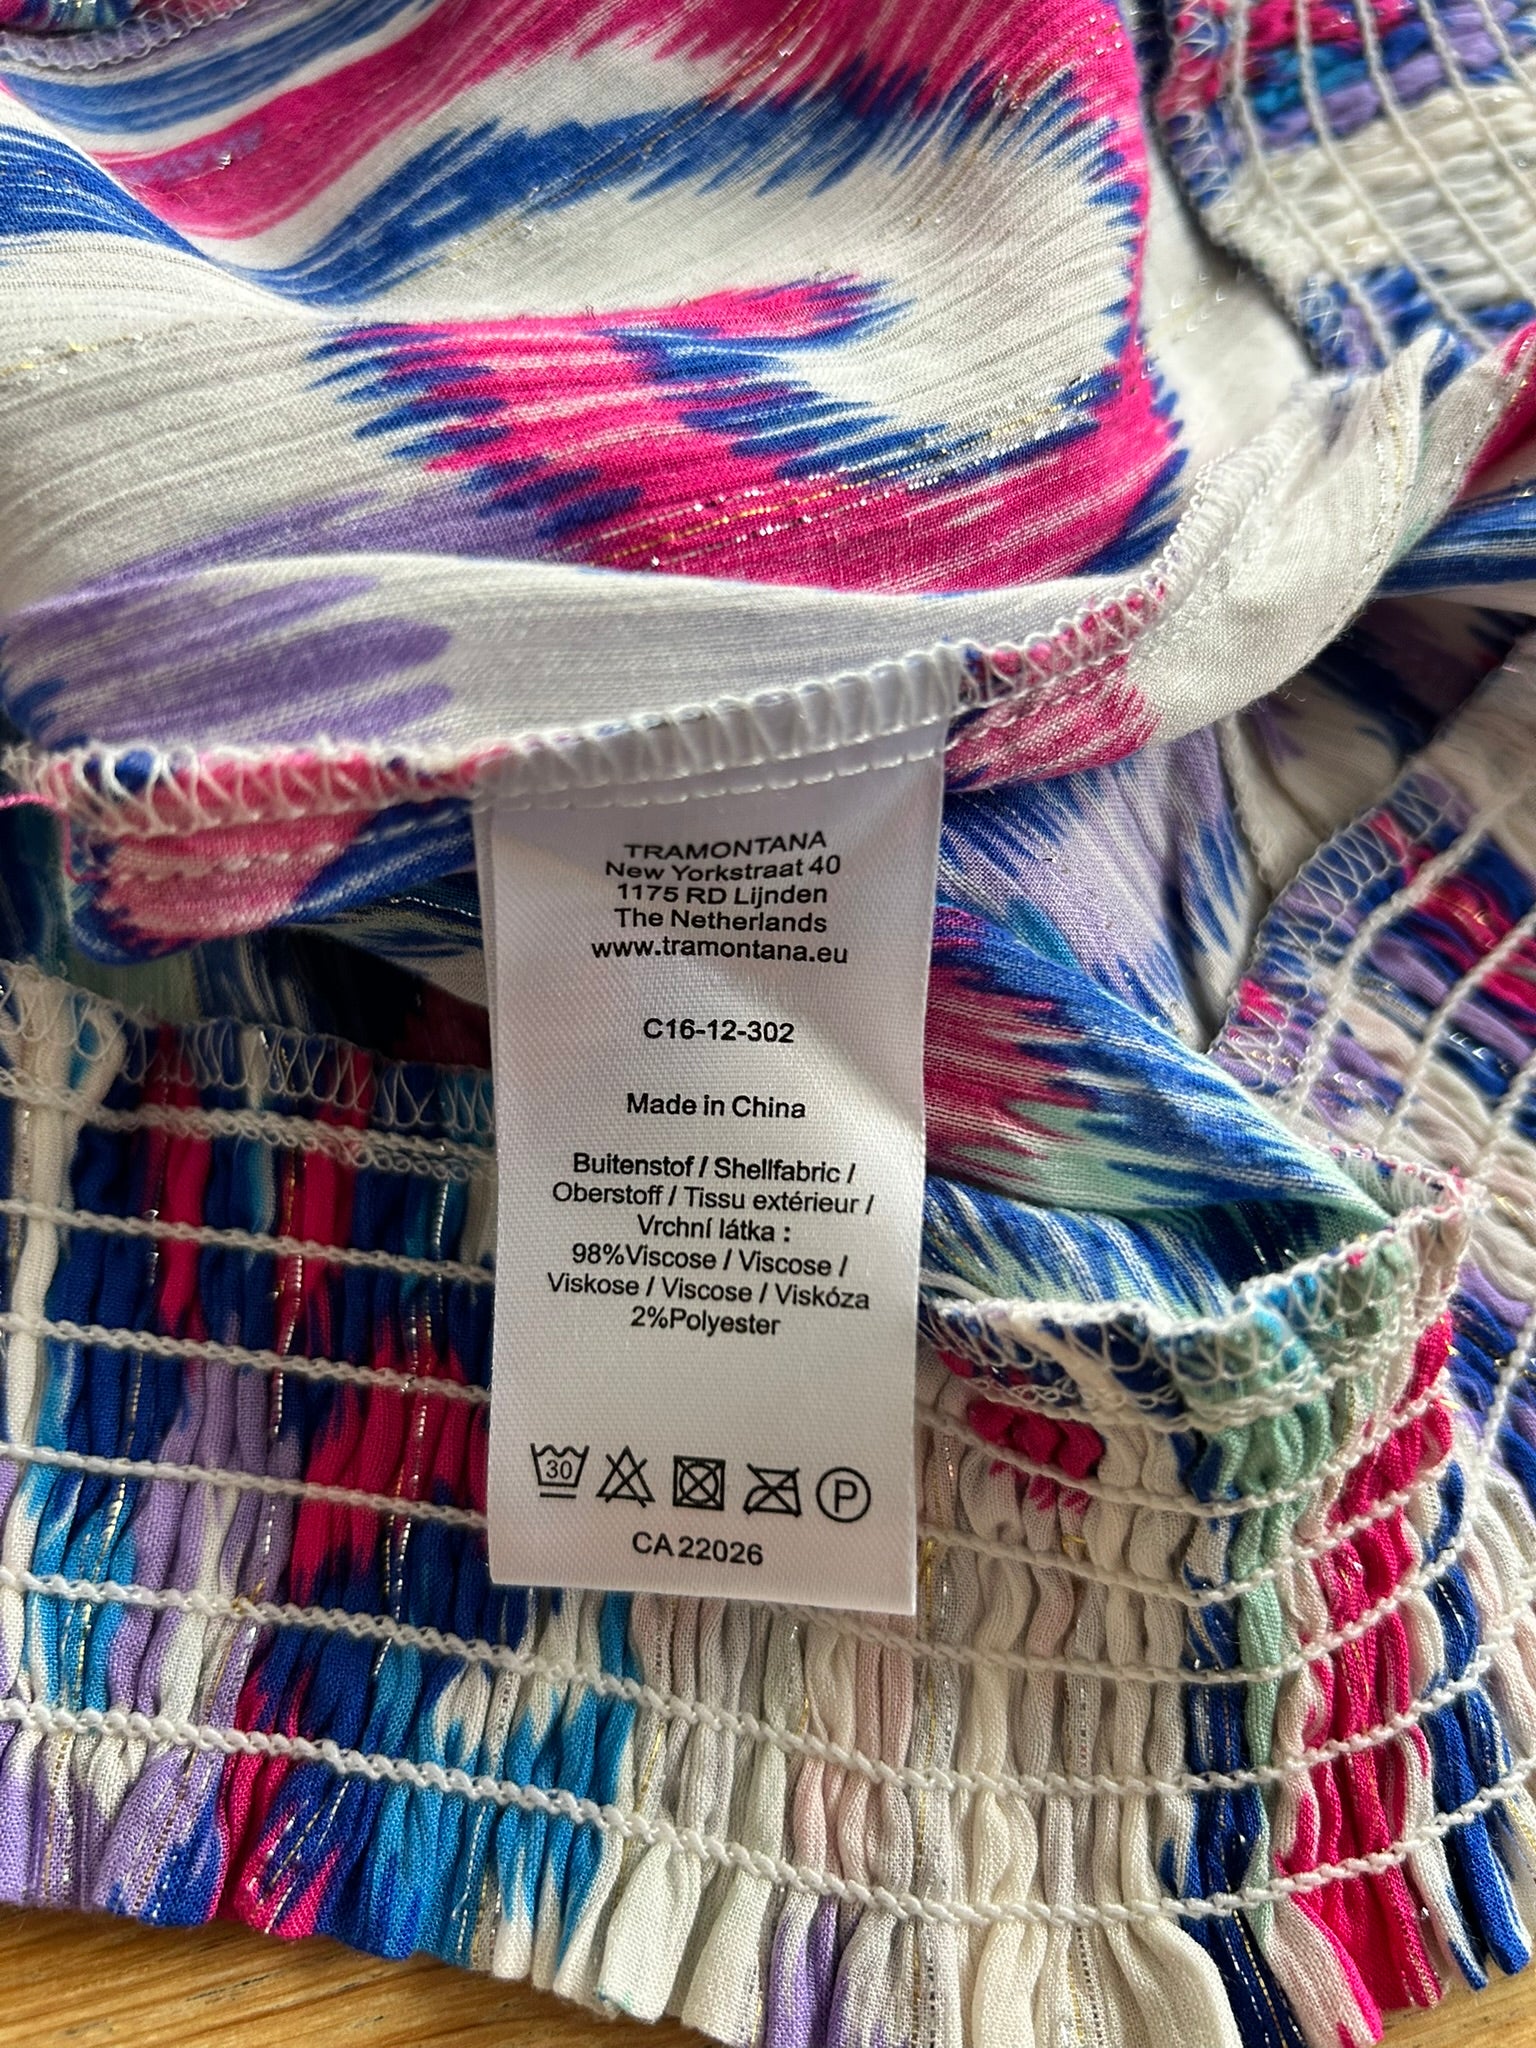 TRAMONTANA
New Yorkstraat 40
1175 RD Lijnden
The Netherlands
www.tramontana.eu
C16-12-302
Made in China
Buitenstof / Shellfabric /
Oberstoff / Tissu extérieur /
Vrchní látka :
98%Viscose / Viscose /
Viskose / Viscose / Viskóza
2%Polyester
30 P
CA 22026